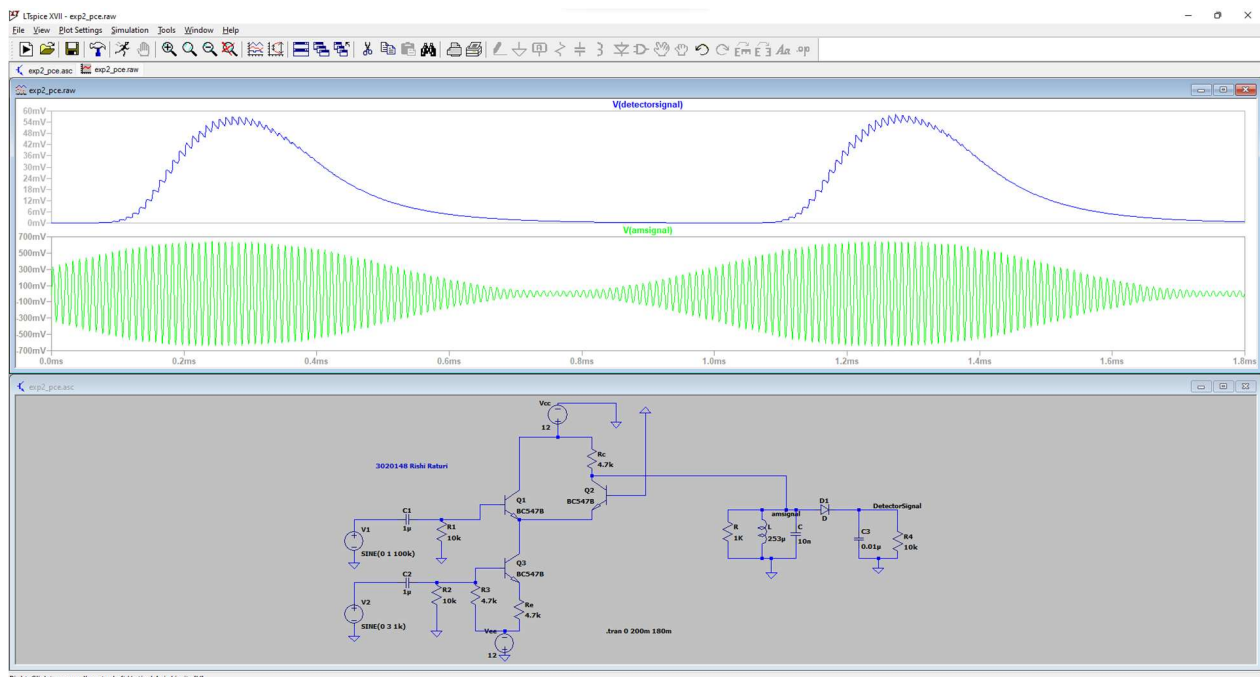 LTspice XVII - exp2_pce.raw
File View Plot Settings Simulation Tools Window Help
exp2_pce.asc exp2_pce.raw
exp2_pce.raw
V(detectorsignal)
60mV
54mV
48mV
42mV
36mV
30mV
24mV
18mV
12mV
6mV
0mV
V(amsignal)
700mV
500mV
300mV
100mV
-100mV
-300mV
-500mV
-700mV
0.0ms 0.2ms 0.4ms 0.6ms 0.8ms 1.0ms 1.2ms 1.4ms 1.6ms 1.8ms
exp2_pce.asc
Vcc
12
Rc
4.7k
3020148 Rishi Raturi
Q1
BC547B
Q2
BC547B
C1
1µ
R1
10k
V1
SINE(0 1 100k)
R
1K
amsignal
L
253µ
C
10n
D1
D
DetectorSignal
C3
0.01µ
R4
10k
Q3
BC547B
C2
1µ
R2
10k
R3
4.7k
Re
4.7k
V2
SINE(0 3 1k)
Vee
12
.tran 0 200m 180m